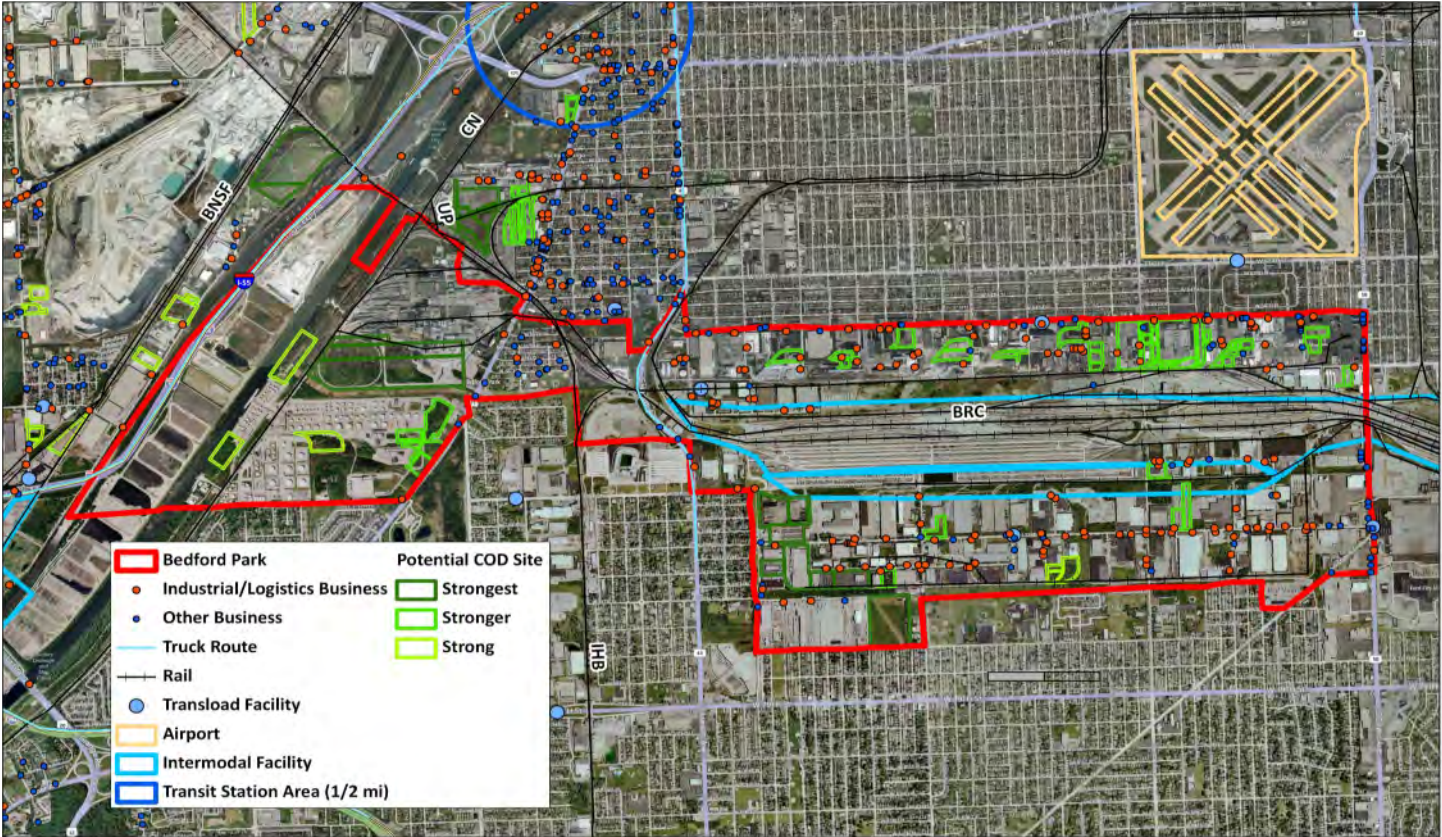 CN
BNSF
UP
I-55
BRC
IHB
Bedford Park
Industrial/Logistics Business
Other Business
Truck Route
Rail
Transload Facility
Airport
Intermodal Facility
Transit Station Area (1/2 mi)
Potential COD Site
Strongest
Stronger
Strong